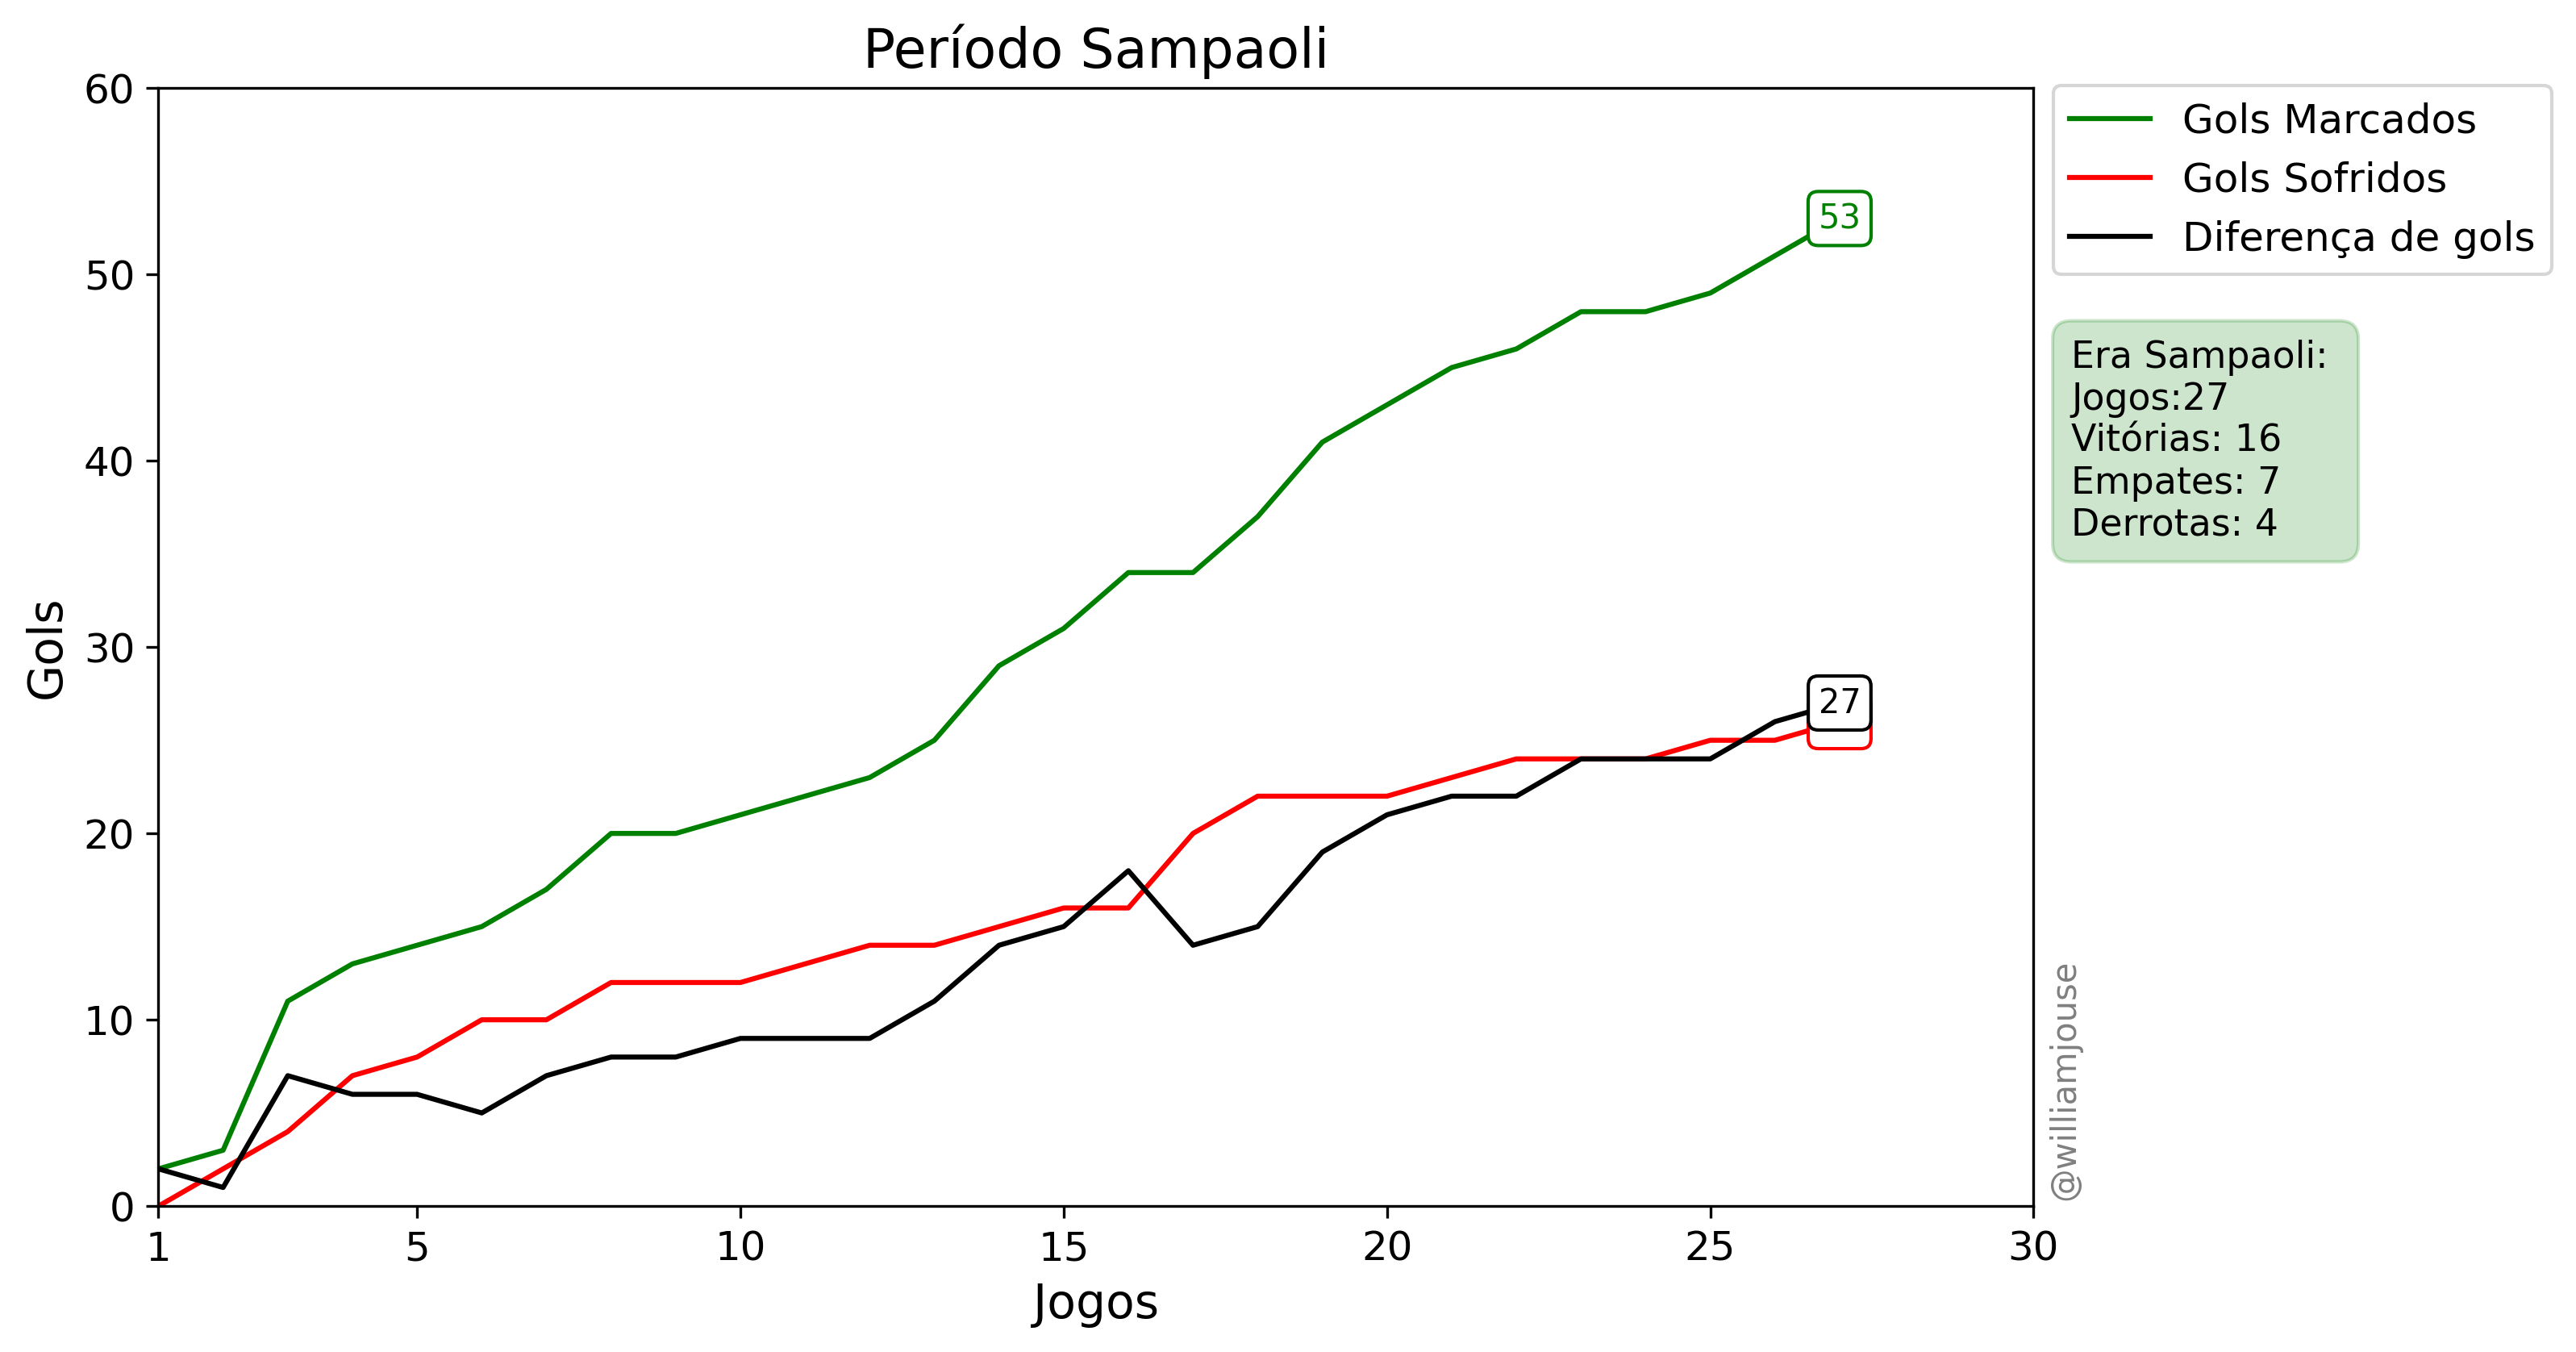 Período Sampaoli
60
50
40
30
20
10
0
Gols
1 5 10 15 20 25 30
Jogos
53
27
Gols Marcados
Gols Sofridos
Diferença de gols
Era Sampaoli:
Jogos:27
Vitórias: 16
Empates: 7
Derrotas: 4
@williamjouse